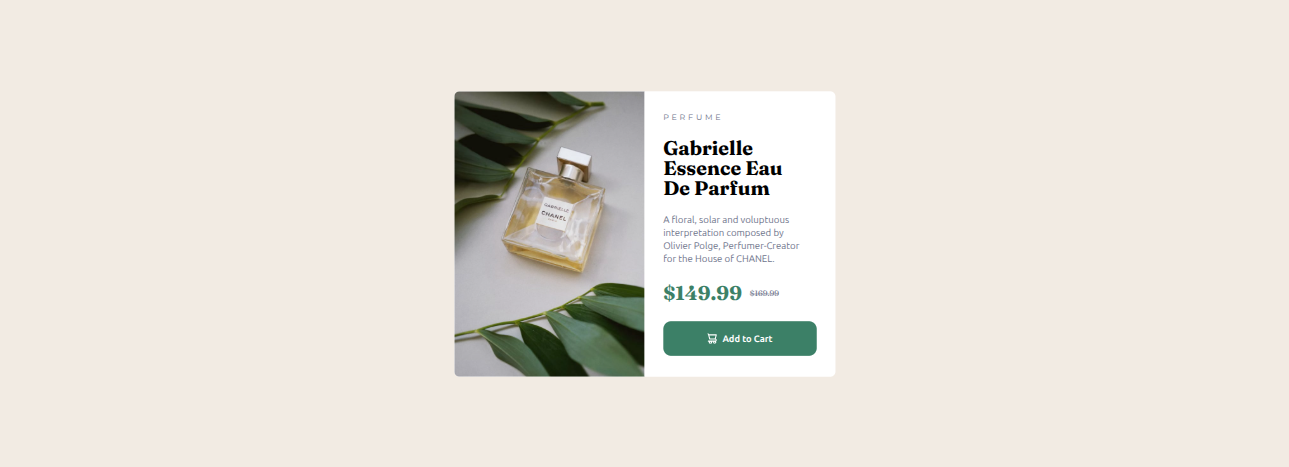 PERFUME
Gabrielle
Essence Eau
De Parfum
A floral, solar and voluptuous
interpretation composed by
Olivier Polge, Perfumer-Creator
for the House of CHANEL.
$149.99 $169.99
Add to Cart
GABRIELLE
CHANEL